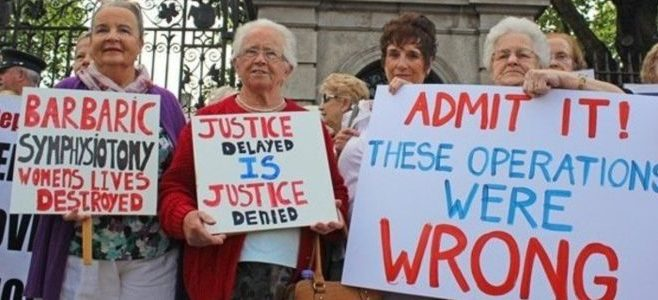 BARBARIC
SYMPHYSIOTOMY
WOMENS LIVES
DESTROYED
JUSTICE
DELAYED
IS
JUSTICE
DENIED
ADMIT IT!
THESE OPERATIONS
WERE
WRONG